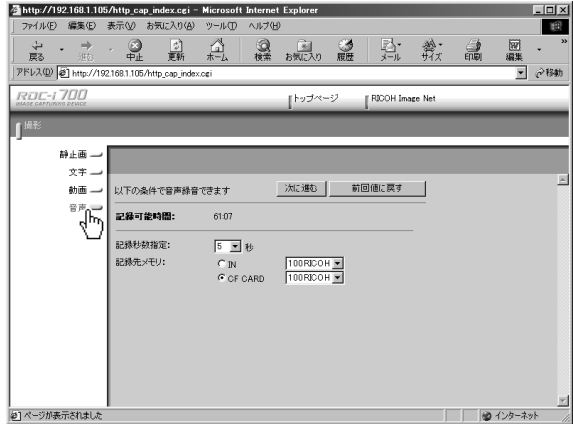 http://192.168.1.105/http_cap_index.cgi - Microsoft Internet Explorer
ファイル(F) 編集(E) 表示(V) お気に入り(A) ツール(T) ヘルプ(H)
戻る 進む 中止 更新 ホーム 検索 お気に入り 履歴 メール サイズ 印刷 編集 »
アドレス(D) http://192.168.1.105/http_cap_index.cgi 移動
RDC-i700
IMAGE CAPTURING DEVICE
トップページ RICOH Image Net
撮影
静止画
文字
動画
音声
以下の条件で音声録音できます 次に進む 前回値に戻す
記録可能時間: 61:07
記録秒数指定: 5 秒
記録先メモリ: IN 100RICOH
CF CARD 100RICOH
ページが表示されました インターネット